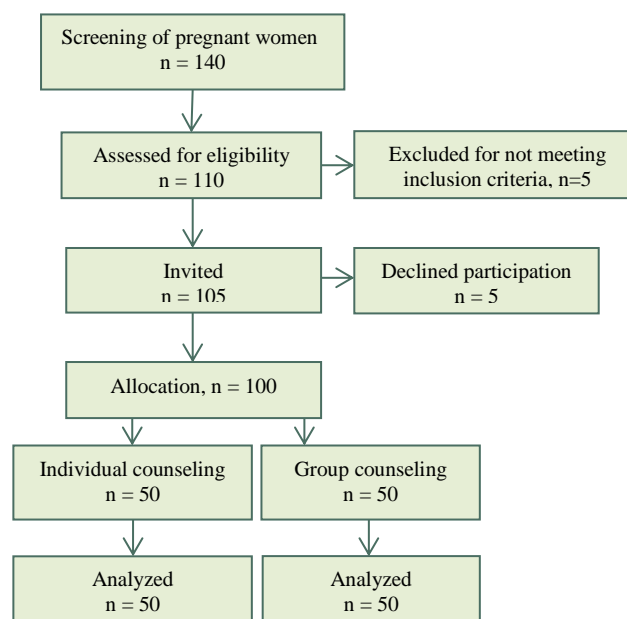 Screening of pregnant women
n = 140
Assessed for eligibility
n = 110
Excluded for not meeting
inclusion criteria, n=5
Invited
n = 105
Declined participation
n = 5
Allocation, n = 100
Individual counseling
n = 50
Group counseling
n = 50
Analyzed
n = 50
Analyzed
n = 50